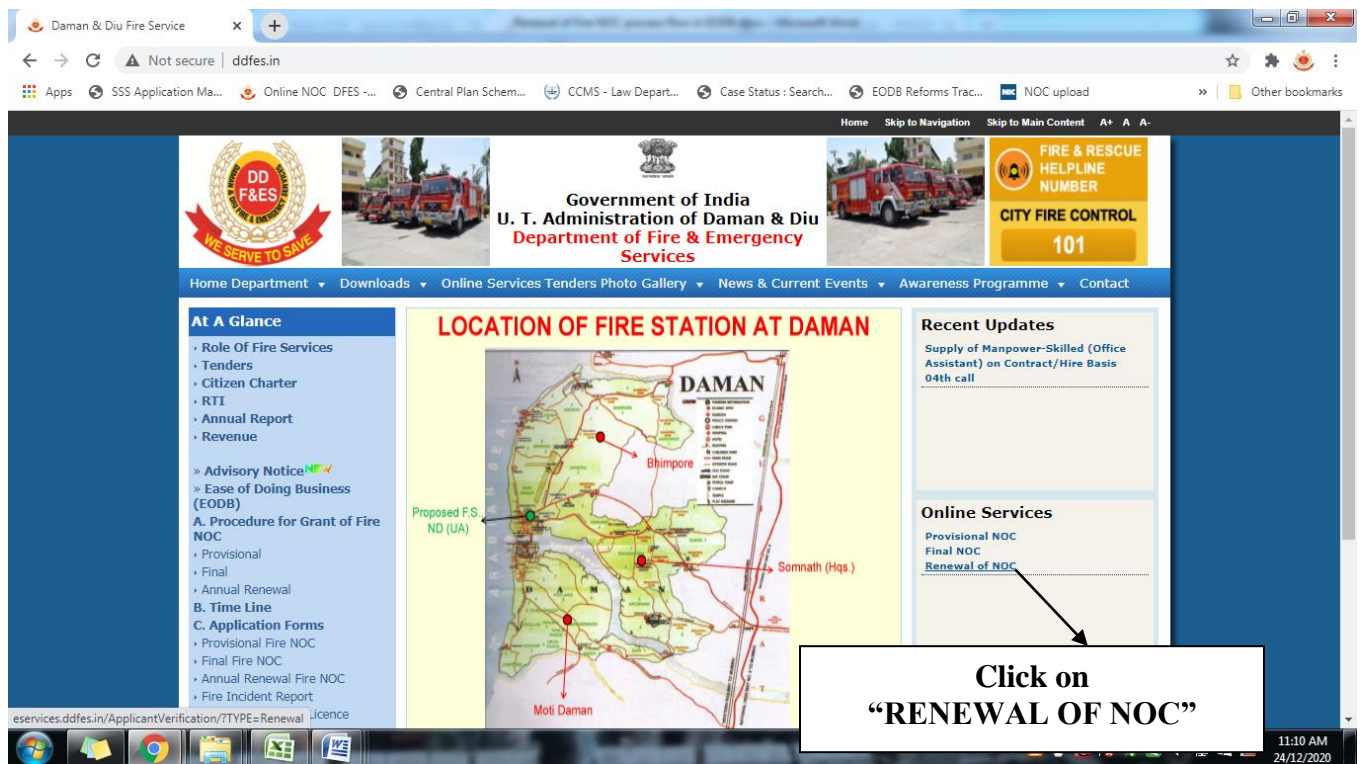 Daman & Diu Fire Service
Not secure | ddfes.in
Apps SSS Application Ma... Online NOC DFES -... Central Plan Schem... CCMS - Law Depart... Case Status : Search... EODB Reforms Trac... NOC upload » Other bookmarks
Home Skip to Navigation Skip to Main Content A+ A A-
DD
F&ES
WE SERVE TO SAVE
Government of India
U. T. Administration of Daman & Diu
Department of Fire & Emergency
Services
FIRE & RESCUE
HELPLINE
NUMBER
CITY FIRE CONTROL
101
Home Department Downloads Online Services Tenders Photo Gallery News & Current Events Awareness Programme Contact
At A Glance
› Role Of Fire Services
› Tenders
› Citizen Charter
› RTI
› Annual Report
› Revenue
» Advisory Notice NEW
» Ease of Doing Business
(EODB)
A. Procedure for Grant of Fire
NOC
› Provisional
› Final
› Annual Renewal
B. Time Line
C. Application Forms
› Provisional Fire NOC
› Final Fire NOC
› Annual Renewal Fire NOC
› Fire Incident Report
Licence
eservices.ddfes.in/ApplicantVerification/?TYPE=Renewal
LOCATION OF FIRE STATION AT DAMAN
DAMAN
Bhimpore
Proposed F.S.,
ND (UA)
Somnath (Hqs.)
D A M A N
Moti Daman
Recent Updates
Supply of Manpower-Skilled (Office
Assistant) on Contract/Hire Basis
04th call
Online Services
Provisional NOC
Final NOC
Renewal of NOC
Click on
“RENEWAL OF NOC”
11:10 AM
24/12/2020